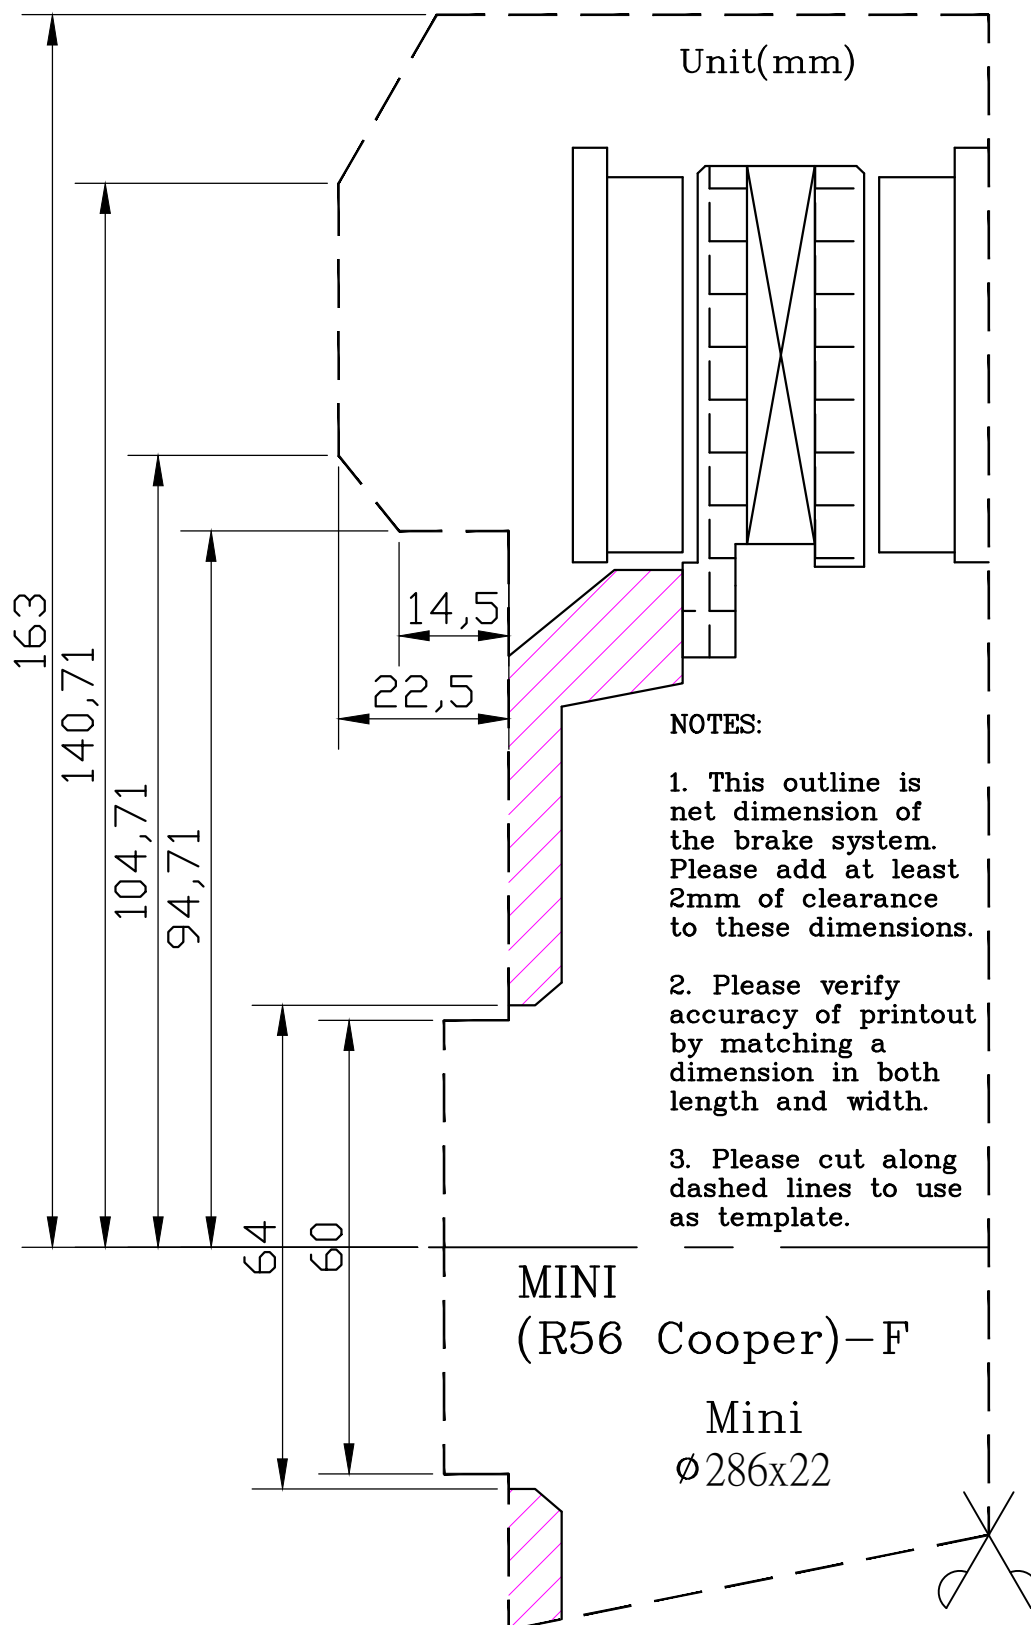 Unit(mm)
163
140,71
104,71
94,71
14,5
22,5
64
60
NOTES:
1. This outline is
net dimension of
the brake system.
Please add at least
2mm of clearance
to these dimensions.
2. Please verify
accuracy of printout
by matching a
dimension in both
length and width.
3. Please cut along
dashed lines to use
as template.
MINI
(R56 Cooper)-F
Mini
Ø286x22